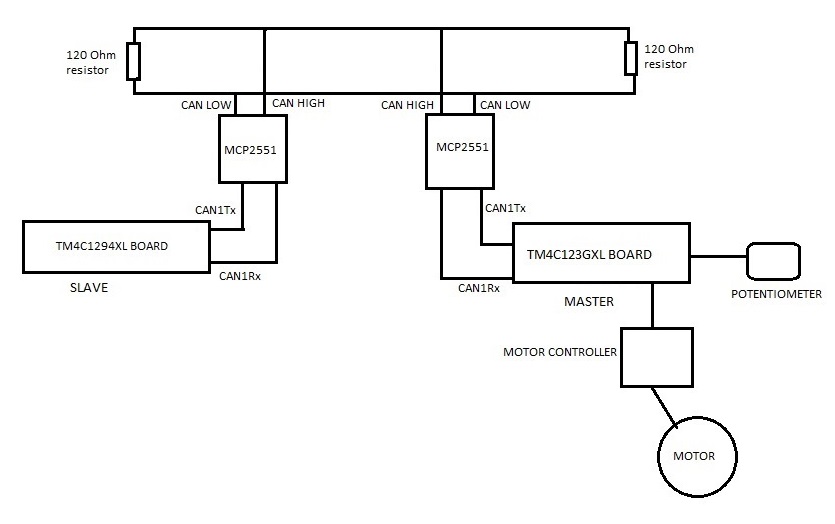 120 Ohm
resistor
120 Ohm
resistor
CAN LOW
CAN HIGH
CAN HIGH
CAN LOW
MCP2551
MCP2551
CAN1Tx
CAN1Tx
TM4C1294XL BOARD
TM4C123GXL BOARD
CAN1Rx
CAN1Rx
SLAVE
MASTER
POTENTIOMETER
MOTOR CONTROLLER
MOTOR